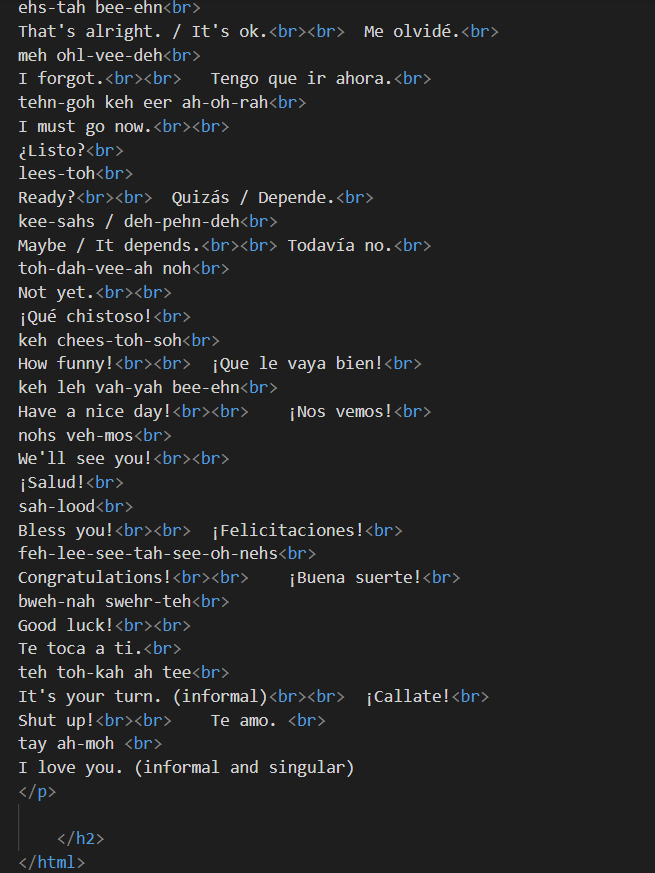 ehs-tah bee-ehn<br>
That's alright. / It's ok.<br><br>  Me olvidé.<br>
meh ohl-vee-deh<br>
I forgot.<br><br>   Tengo que ir ahora.<br>
tehn-goh keh eer ah-oh-rah<br>
I must go now.<br><br>
¿Listo?<br>
lees-toh<br>
Ready?<br><br>  Quizás / Depende.<br>
kee-sahs / deh-pehn-deh<br>
Maybe / It depends.<br><br> Todavía no.<br>
toh-dah-vee-ah noh<br>
Not yet.<br><br>
¡Qué chistoso!<br>
keh chees-toh-soh<br>
How funny!<br><br>  ¡Que le vaya bien!<br>
keh leh vah-yah bee-ehn<br>
Have a nice day!<br><br>    ¡Nos vemos!<br>
nohs veh-mos<br>
We'll see you!<br><br>
¡Salud!<br>
sah-lood<br>
Bless you!<br><br>  ¡Felicitaciones!<br>
feh-lee-see-tah-see-oh-nehs<br>
Congratulations!<br><br>    ¡Buena suerte!<br>
bweh-nah swehr-teh<br>
Good luck!<br><br>
Te toca a ti.<br>
teh toh-kah ah tee<br>
It's your turn. (informal)<br><br>  ¡Callate!<br>
Shut up!<br><br>    Te amo. <br>
tay ah-moh <br>
I love you. (informal and singular)
</p>
</h2>
</html>